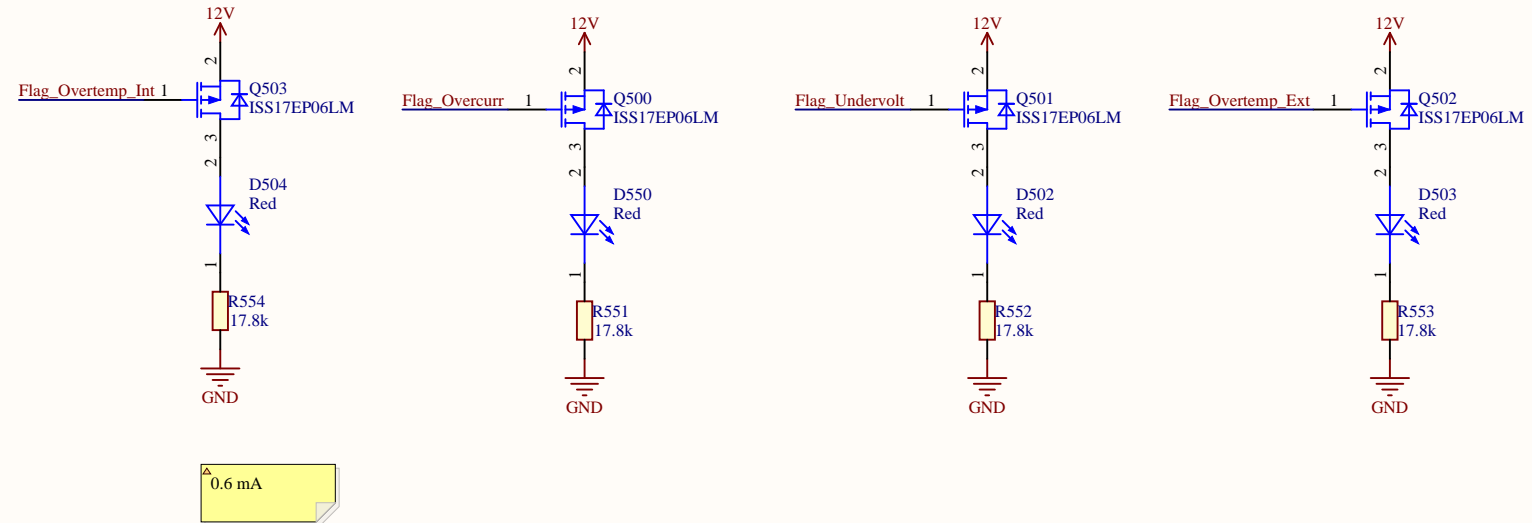 12V
2
Flag_Overtemp_Int 1
Q503
ISS17EP06LM
3
2
D504
Red
1
R554
17.8k
GND
12V
2
Flag_Overcurr 1
Q500
ISS17EP06LM
3
2
D550
Red
1
R551
17.8k
GND
12V
2
Flag_Undervolt 1
Q501
ISS17EP06LM
3
2
D502
Red
1
R552
17.8k
GND
12V
2
Flag_Overtemp_Ext 1
Q502
ISS17EP06LM
3
2
D503
Red
1
R553
17.8k
GND
0.6 mA